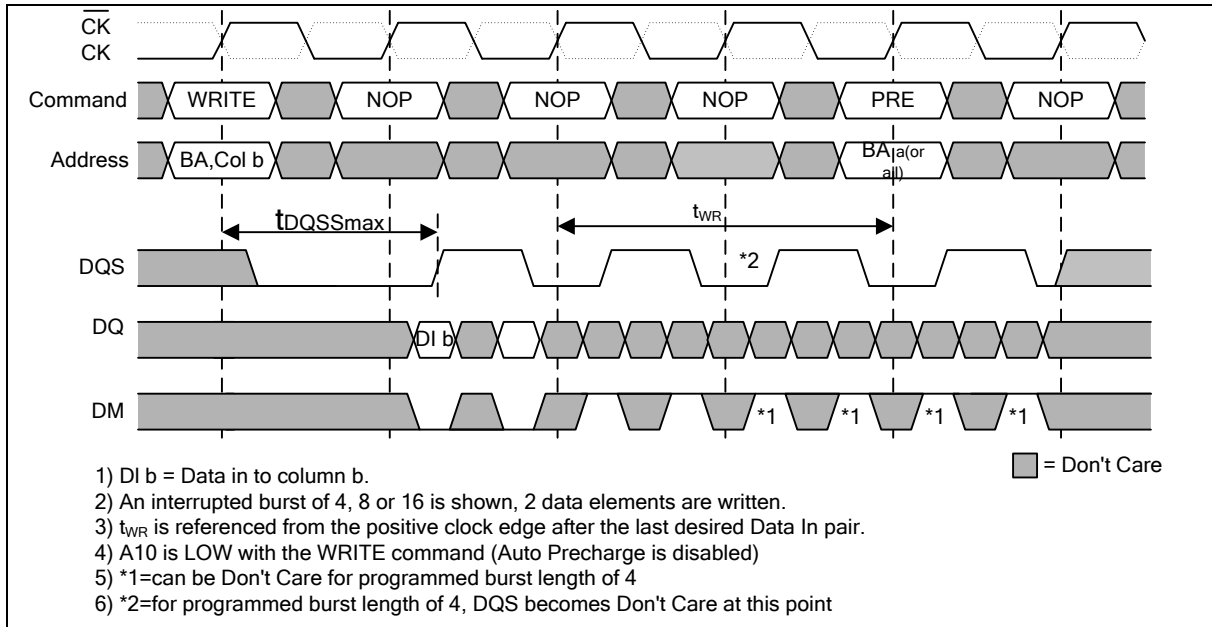 CK
CK
Command WRITE NOP NOP NOP PRE NOP
Address BA,Col b BA a(or
all)
tDQSSmax tWR
DQS *2
DQ DI b
DM *1 *1 *1 *1
= Don't Care
1) DI b = Data in to column b.
2) An interrupted burst of 4, 8 or 16 is shown, 2 data elements are written.
3) tWR is referenced from the positive clock edge after the last desired Data In pair.
4) A10 is LOW with the WRITE command (Auto Precharge is disabled)
5) *1=can be Don't Care for programmed burst length of 4
6) *2=for programmed burst length of 4, DQS becomes Don't Care at this point